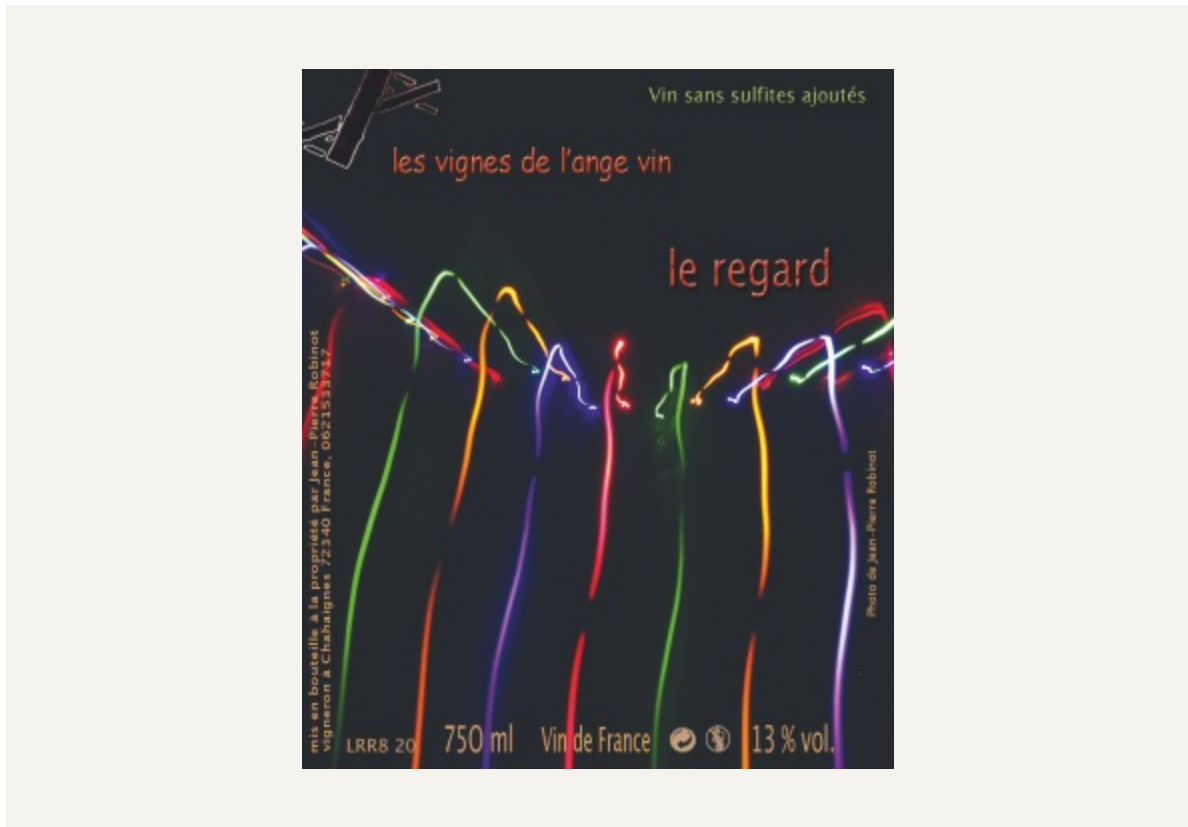 Vin sans sulfites ajoutés
les vignes de l'ange vin
le regard
mis en bouteille à la propriété par Jean-Pierre Robinot
vigneron à Chahaignes 72340 France, 0621533717
Photo de Jean-Pierre Robinot
LRR8 20 750 ml Vin de France 13 % vol.